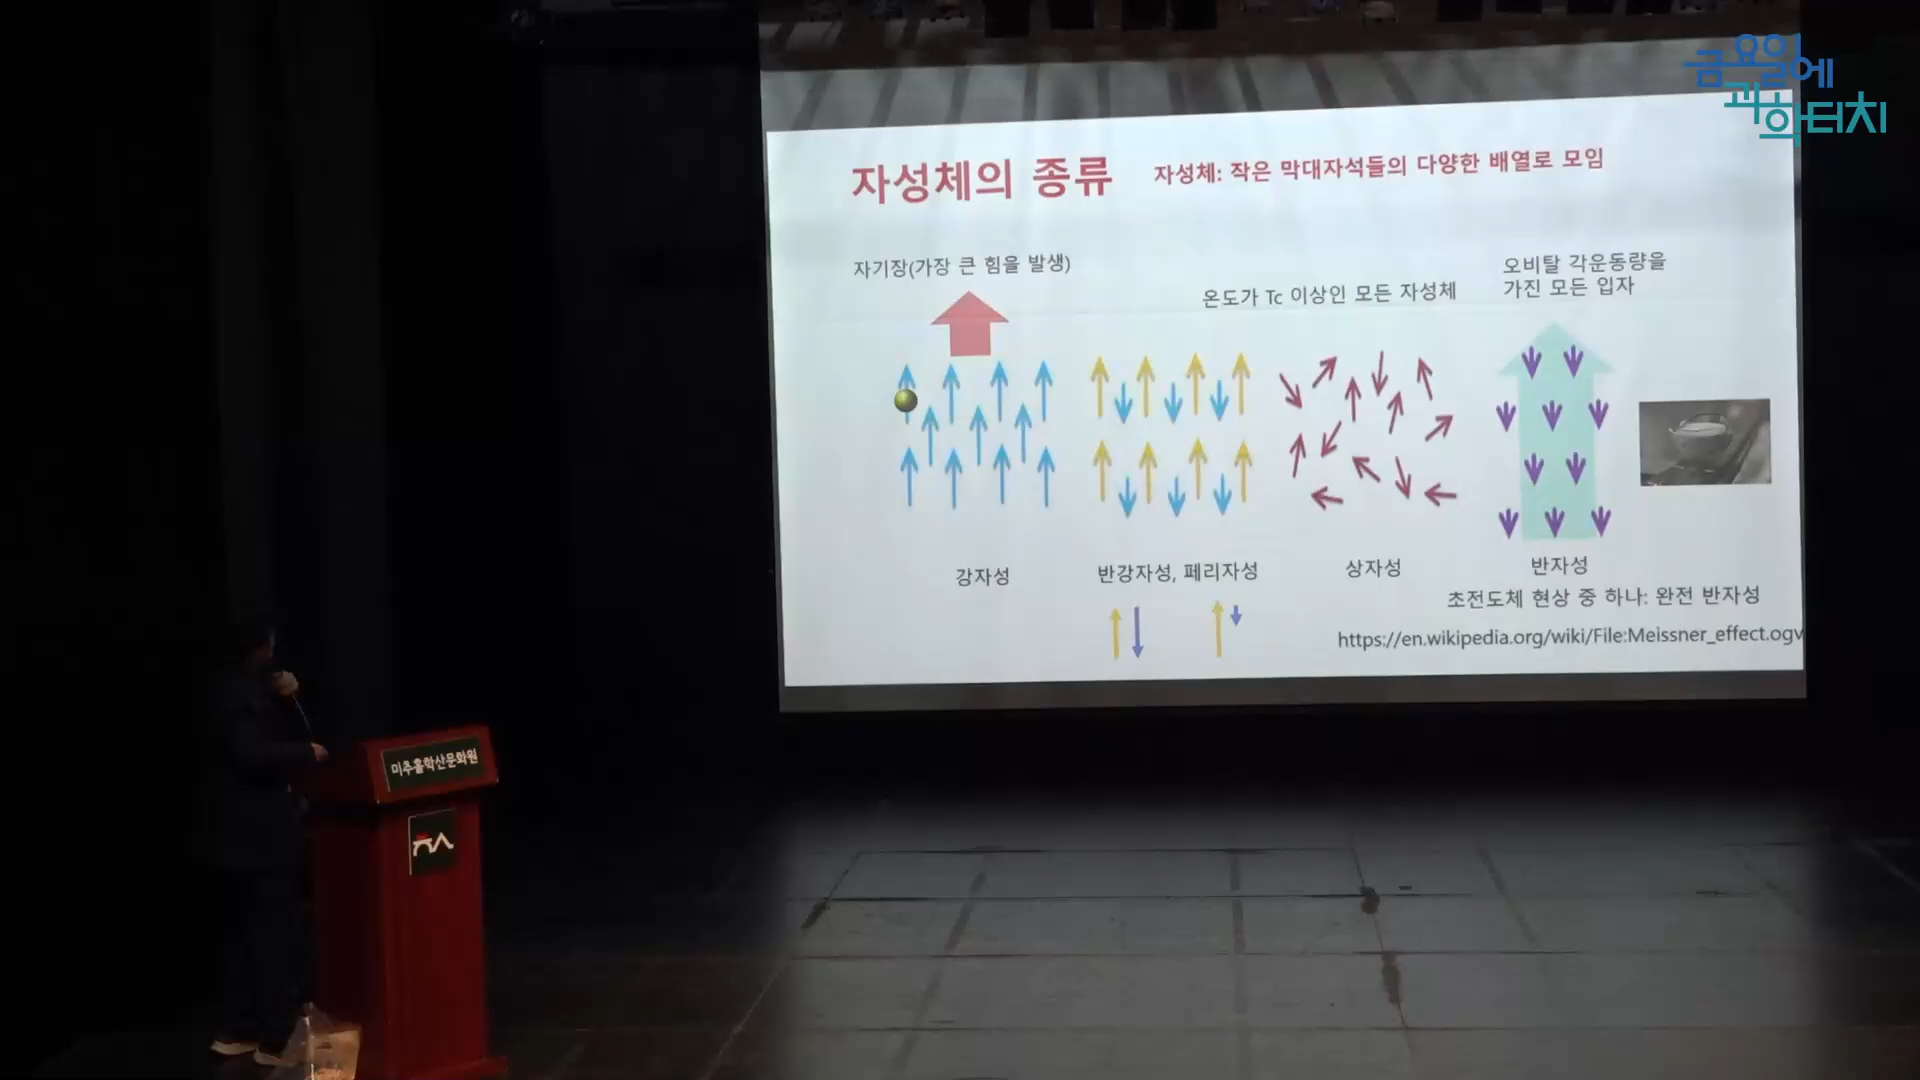 금요일에
과학터치
자성체의 종류
자성체: 작은 막대자석들의 다양한 배열로 모임
자기장(가장 큰 힘을 발생)
온도가 Tc 이상인 모든 자성체
오비탈 각운동량을
가진 모든 입자
강자성
반강자성, 페리자성
상자성
반자성
초전도체 현상 중 하나: 완전 반자성
https://en.wikipedia.org/wiki/File:Meissner_effect.ogv
미추홀학산문화원